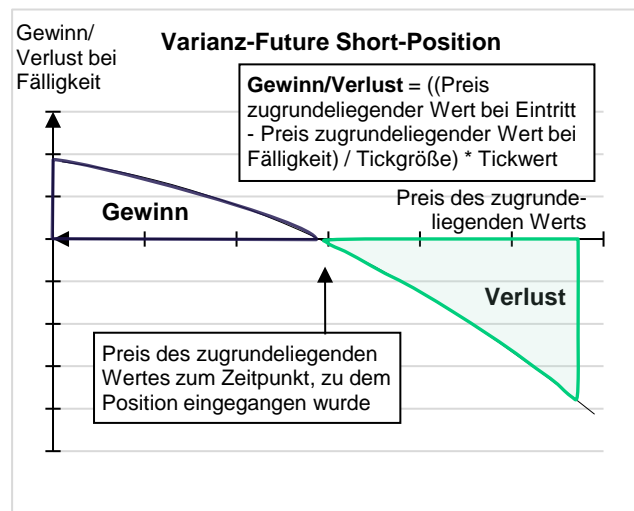 Gewinn/
Verlust bei
Fälligkeit
Varianz-Future Short-Position
Gewinn/Verlust = ((Preis
zugrundeliegender Wert bei Eintritt
- Preis zugrundeliegender Wert bei
Fälligkeit) / Tickgröße) * Tickwert
Preis des zugrunde-
liegenden Werts
Gewinn
Verlust
Preis des zugrundeliegenden
Wertes zum Zeitpunkt, zu dem
Position eingegangen wurde